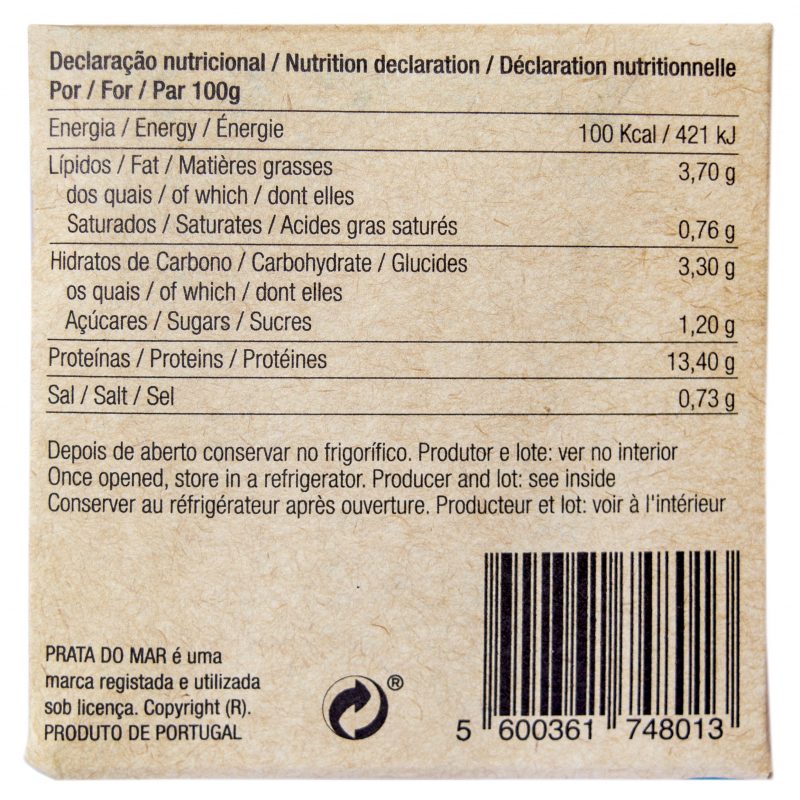 Declaração nutricional / Nutrition declaration / Déclaration nutritionnelle
Por / For / Par 100g
Energia / Energy / Énergie 100 Kcal / 421 kJ
Lípidos / Fat / Matières grasses 3,70 g
dos quais / of which / dont elles
Saturados / Saturates / Acides gras saturés 0,76 g
Hidratos de Carbono / Carbohydrate / Glucides 3,30 g
os quais / of which / dont elles
Açúcares / Sugars / Sucres 1,20 g
Proteínas / Proteins / Protéines 13,40 g
Sal / Salt / Sel 0,73 g
Depois de aberto conservar no frigorífico. Produtor e lote: ver no interior
Once opened, store in a refrigerator. Producer and lot: see inside
Conserver au réfrigérateur après ouverture. Producteur et lot: voir à l'intérieur
PRATA DO MAR é uma
marca registada e utilizada
sob licença. Copyright (R).
PRODUTO DE PORTUGAL
®
5 600361 748013